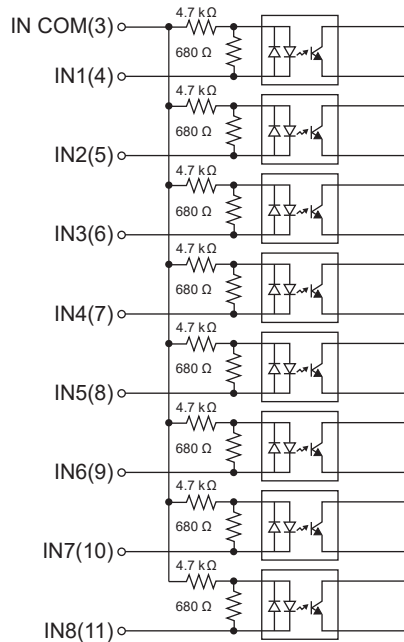 IN COM(3)
4.7 kΩ
680 Ω
IN1(4)
4.7 kΩ
680 Ω
IN2(5)
4.7 kΩ
680 Ω
IN3(6)
4.7 kΩ
680 Ω
IN4(7)
4.7 kΩ
680 Ω
IN5(8)
4.7 kΩ
680 Ω
IN6(9)
4.7 kΩ
680 Ω
IN7(10)
4.7 kΩ
680 Ω
IN8(11)